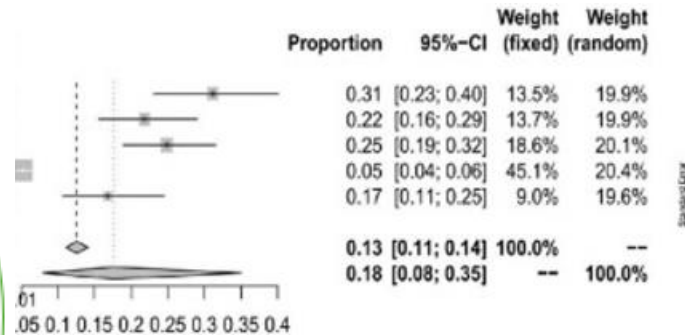 Weight Weight
Proportion 95%−CI (fixed) (random)
0.31 [0.23; 0.40] 13.5% 19.9%
0.22 [0.16; 0.29] 13.7% 19.9%
0.25 [0.19; 0.32] 18.6% 20.1%
0.05 [0.04; 0.06] 45.1% 20.4%
0.17 [0.11; 0.25] 9.0% 19.6%
Standard Error
0.13 [0.11; 0.14] 100.0% --
0.18 [0.08; 0.35] -- 100.0%
.01
.05 0.1 0.15 0.2 0.25 0.3 0.35 0.4